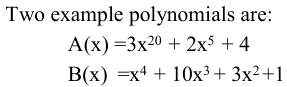 Two example polynomials are:
A(x) =3x²⁰ + 2x⁵ + 4
B(x) =x⁴ + 10x³ + 3x²+1